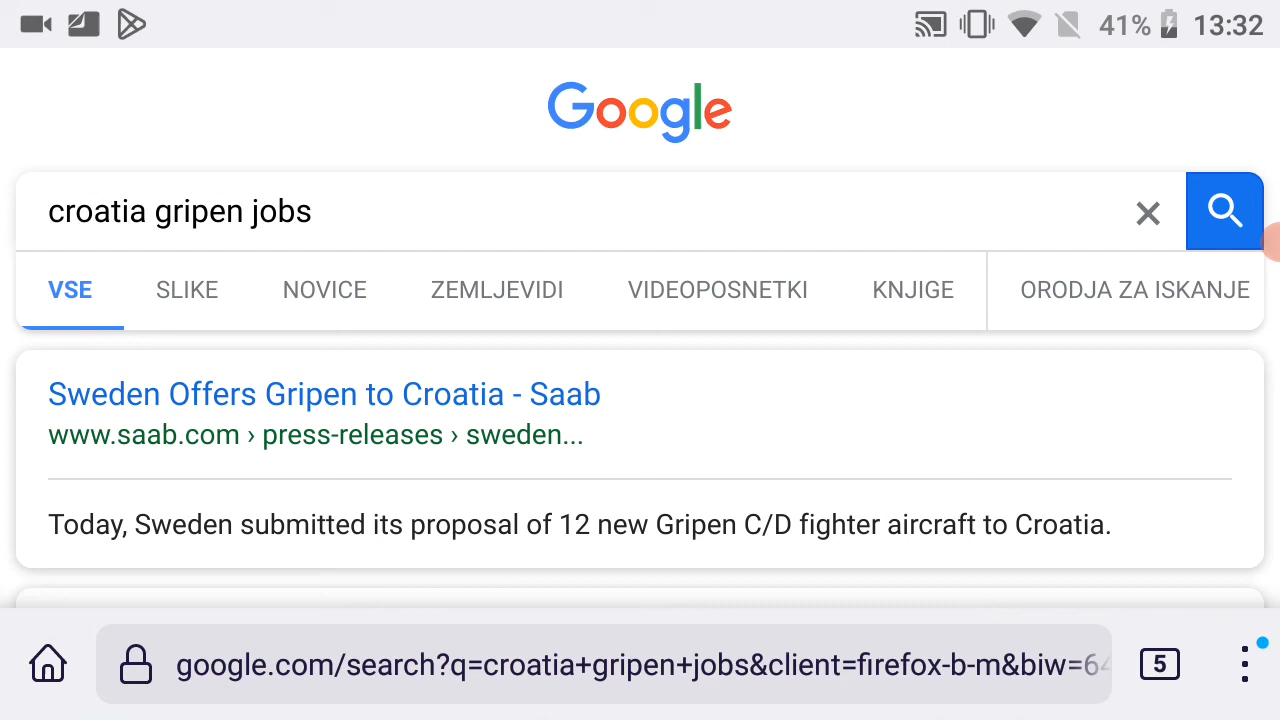 41% 13:32
Google
croatia gripen jobs
VSE SLIKE NOVICE ZEMLJEVIDI VIDEOPOSNETKI KNJIGE ORODJA ZA ISKANJE
Sweden Offers Gripen to Croatia - Saab
www.saab.com › press-releases › sweden...
Today, Sweden submitted its proposal of 12 new Gripen C/D fighter aircraft to Croatia.
google.com/search?q=croatia+gripen+jobs&client=firefox-b-m&biw=64 5